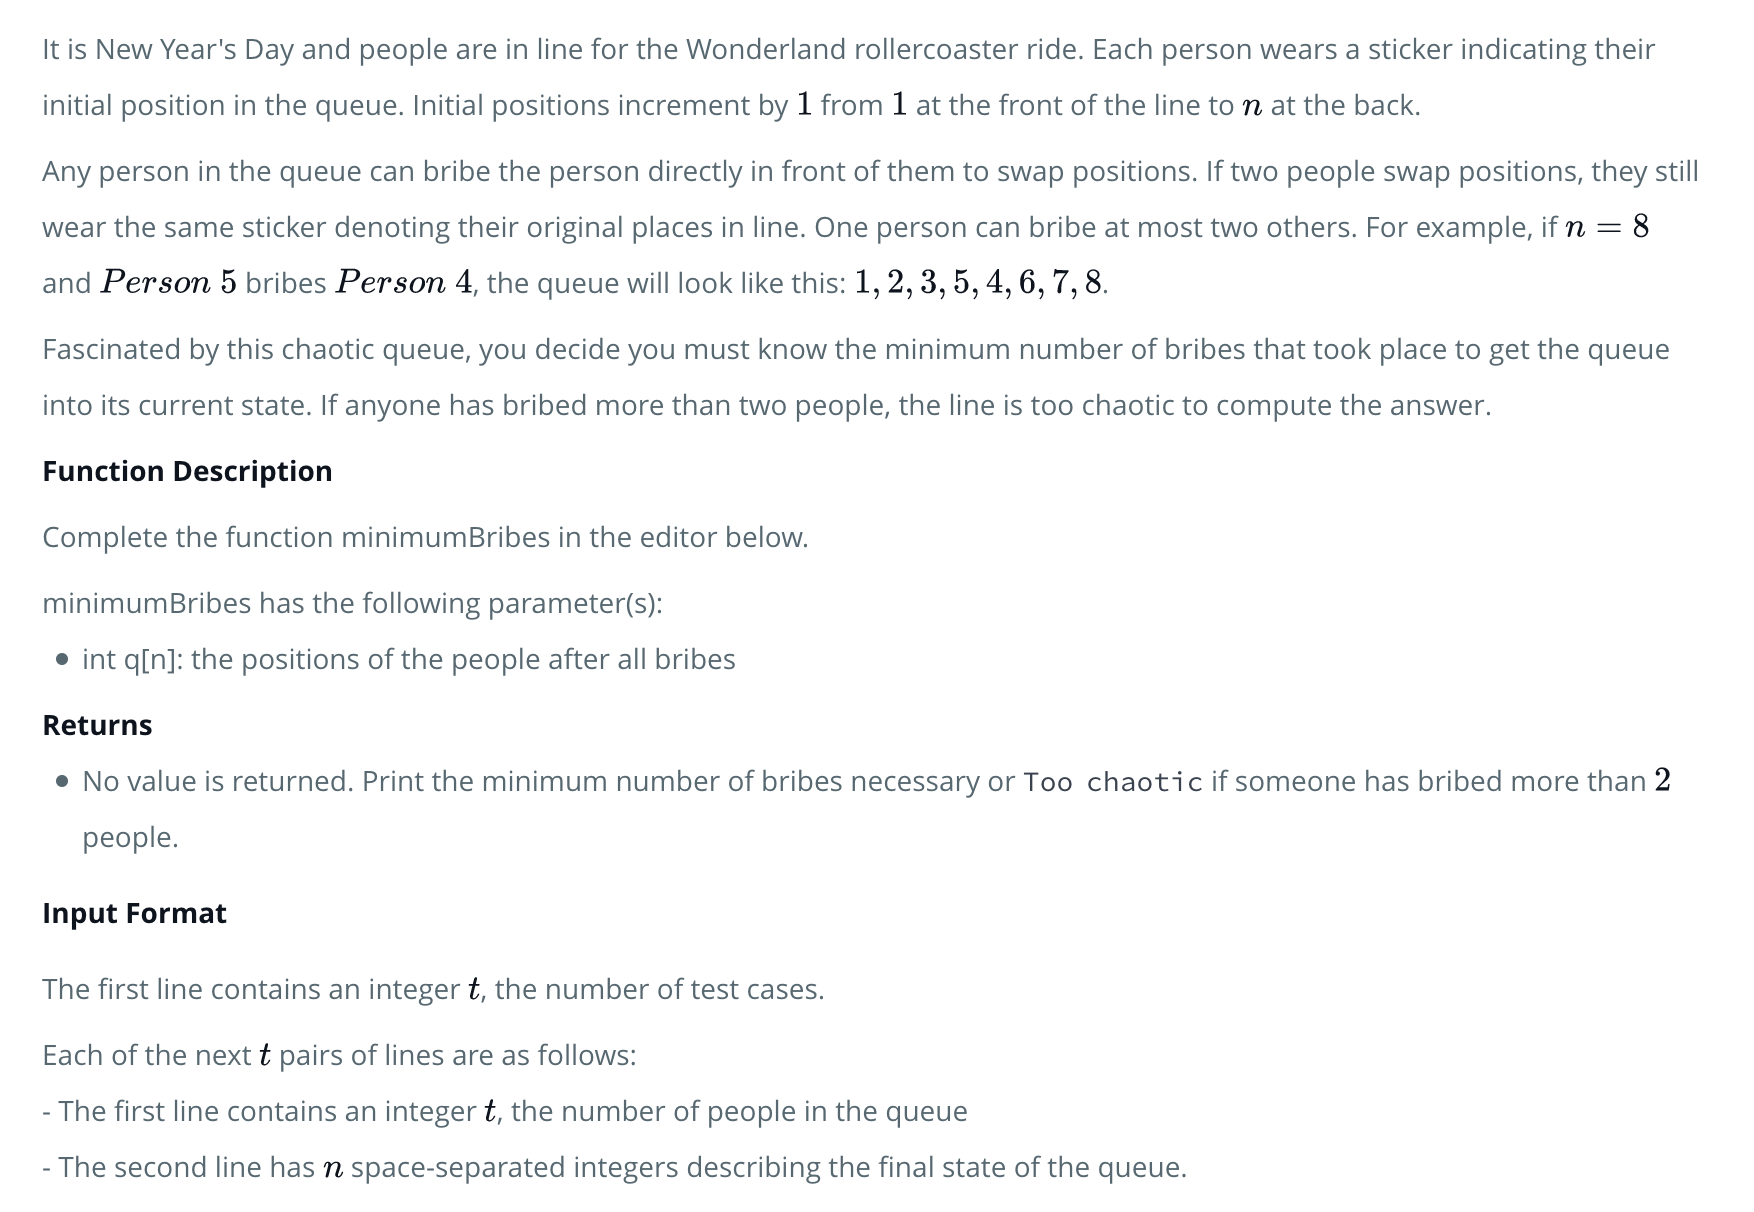 It is New Year's Day and people are in line for the Wonderland rollercoaster ride. Each person wears a sticker indicating their
initial position in the queue. Initial positions increment by 1 from 1 at the front of the line to n at the back.
Any person in the queue can bribe the person directly in front of them to swap positions. If two people swap positions, they still
wear the same sticker denoting their original places in line. One person can bribe at most two others. For example, if n = 8
and Person 5 bribes Person 4, the queue will look like this: 1, 2, 3, 5, 4, 6, 7, 8.
Fascinated by this chaotic queue, you decide you must know the minimum number of bribes that took place to get the queue
into its current state. If anyone has bribed more than two people, the line is too chaotic to compute the answer.
Function Description
Complete the function minimumBribes in the editor below.
minimumBribes has the following parameter(s):
• int q[n]: the positions of the people after all bribes
Returns
• No value is returned. Print the minimum number of bribes necessary or Too chaotic if someone has bribed more than 2
people.
Input Format
The first line contains an integer t, the number of test cases.
Each of the next t pairs of lines are as follows:
- The first line contains an integer t, the number of people in the queue
- The second line has n space-separated integers describing the final state of the queue.